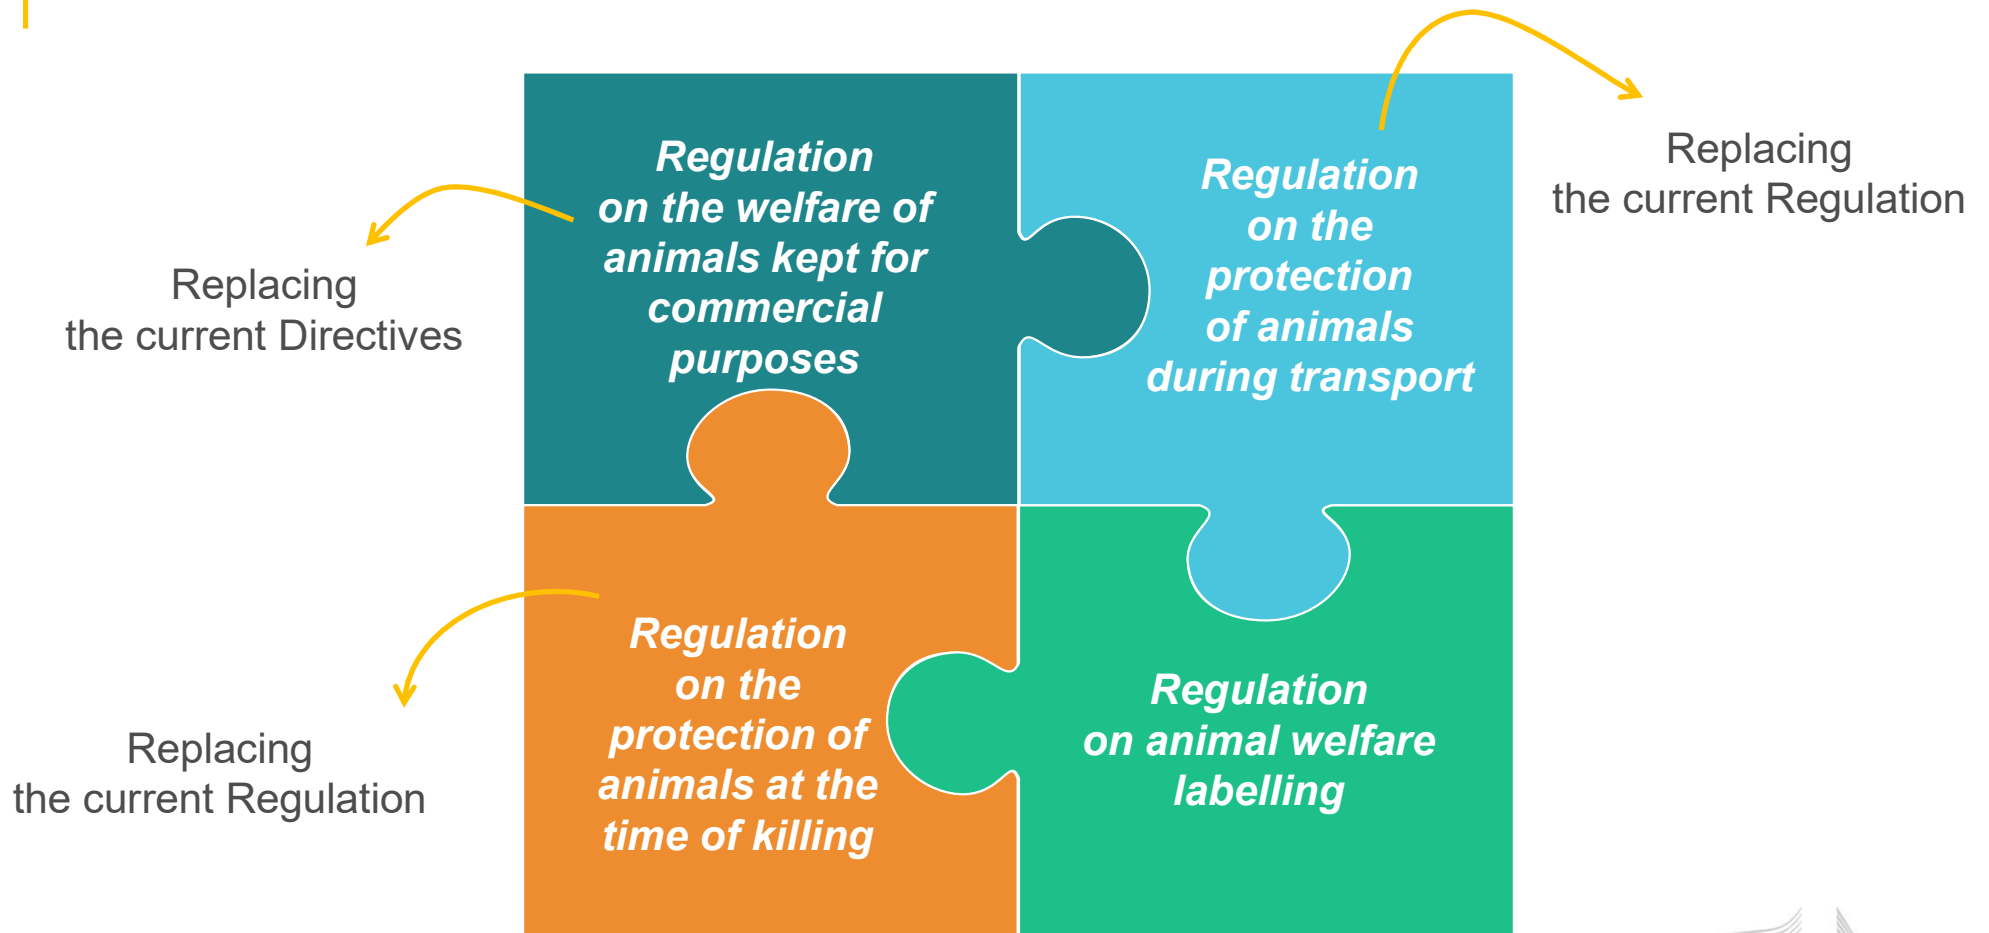 Regulation
on the welfare of
animals kept for
commercial
purposes
Regulation
on the
protection
of animals
during transport
Replacing
the current Regulation
Replacing
the current Directives
Regulation
on the
protection of
animals at the
time of killing
Regulation
on animal welfare
labelling
Replacing
the current Regulation